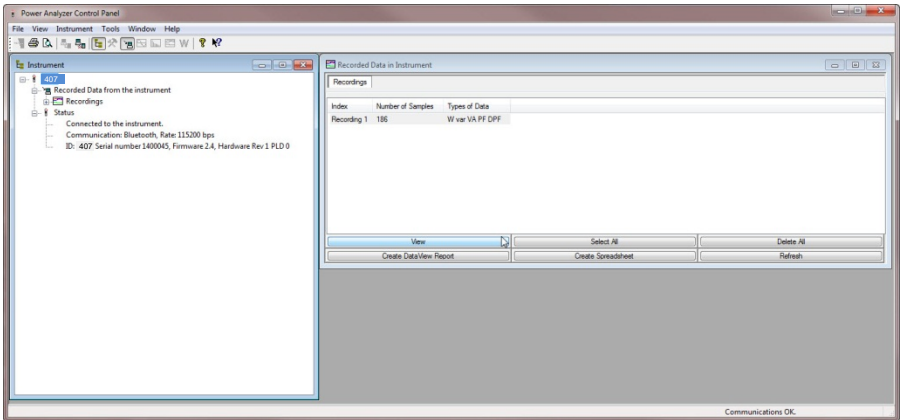 Power Analyzer Control Panel
File View Instrument Tools Window Help
W
Instrument
407
Recorded Data from the instrument
Recordings
Status
Connected to the instrument.
Communication: Bluetooth, Rate: 115200 bps
ID: 407 Serial number 1400045, Firmware 2.4, Hardware Rev 1 PLD 0
Recorded Data in Instrument
Recordings
Index Number of Samples Types of Data
Recording 1 186 W var VA PF DPF
View Select All Delete All
Create DataView Report Create Spreadsheet Refresh
Communications OK.